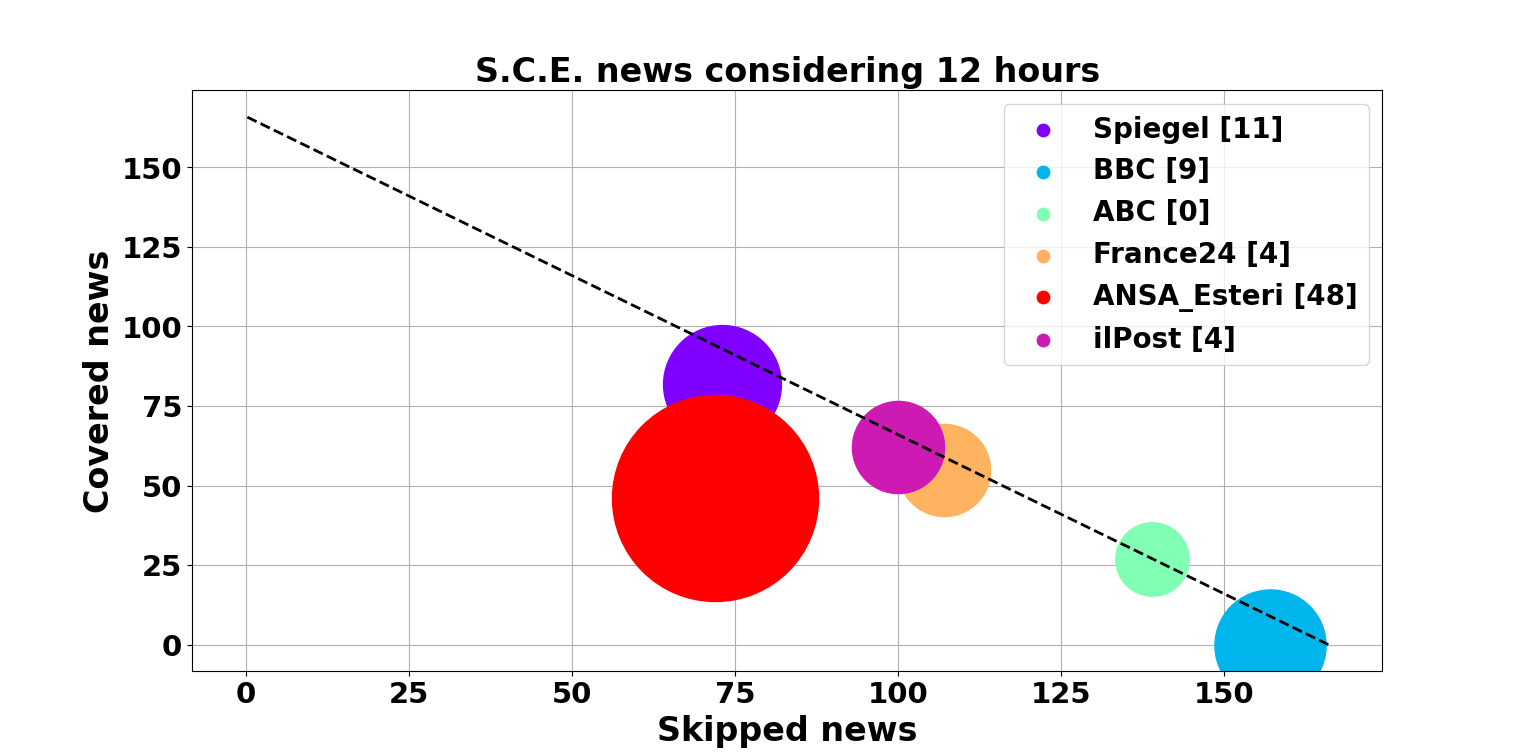 S.C.E. news considering 12 hours
Spiegel [11]
BBC [9]
ABC [0]
France24 [4]
ANSA_Esteri [48]
ilPost [4]
Covered news
150
125
100
75
50
25
0
0 25 50 75 100 125 150
Skipped news